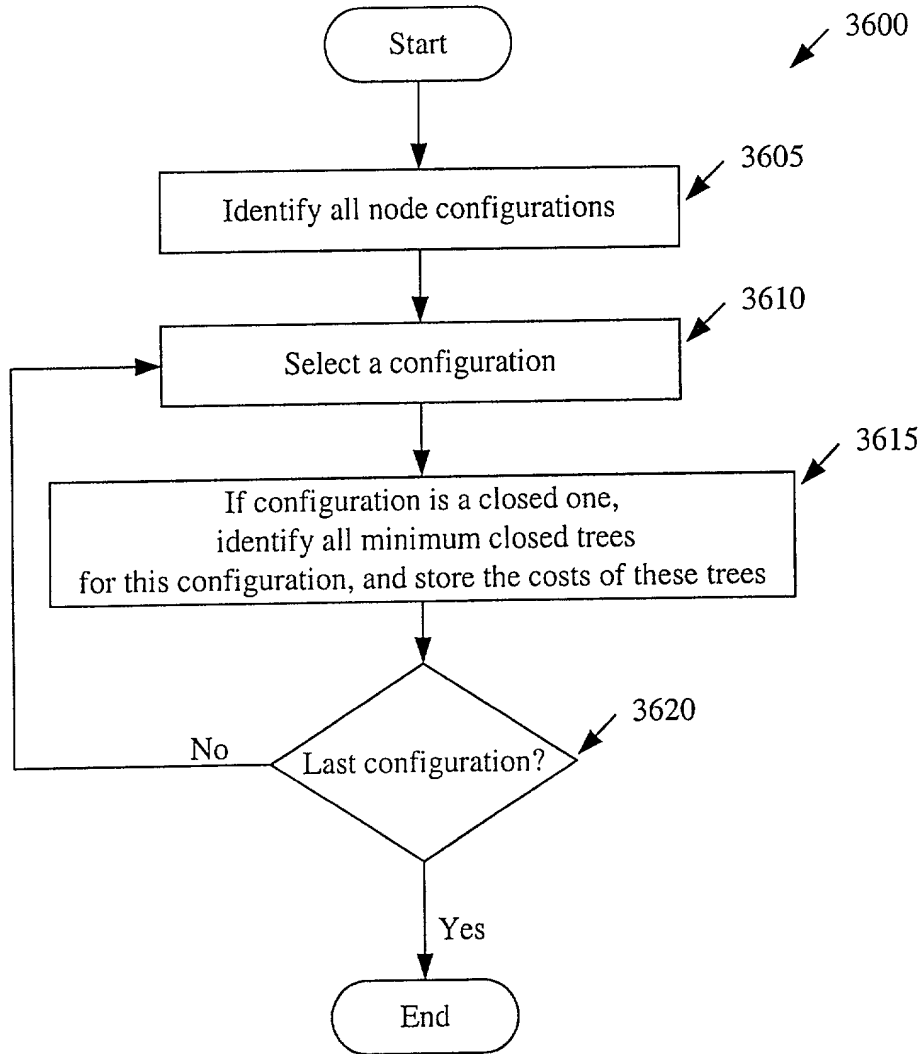 Start
3600
3605
Identify all node configurations
3610
Select a configuration
3615
If configuration is a closed one,
identify all minimum closed trees
for this configuration, and store the costs of these trees
3620
No
Last configuration?
Yes
End